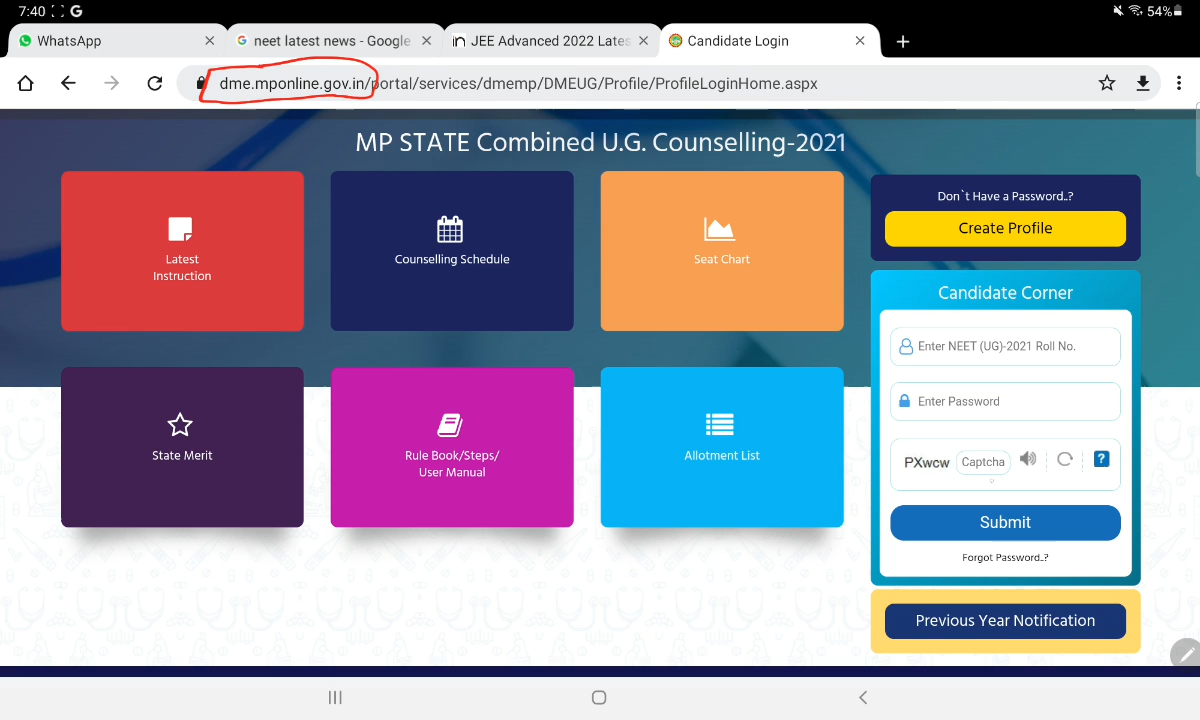 7:40 G
54%
WhatsApp
neet latest news - Google
JEE Advanced 2022 Lates
Candidate Login
dme.mponline.gov.in/portal/services/dmemp/DMEUG/Profile/ProfileLoginHome.aspx
MP STATE Combined U.G. Counselling-2021
Latest
Instruction
Counselling Schedule
Seat Chart
State Merit
Rule Book/Steps/
User Manual
Allotment List
Don`t Have a Password..?
Create Profile
Candidate Corner
Enter NEET (UG)-2021 Roll No.
Enter Password
PXwcw Captcha ?
Submit
Forgot Password..?
Previous Year Notification